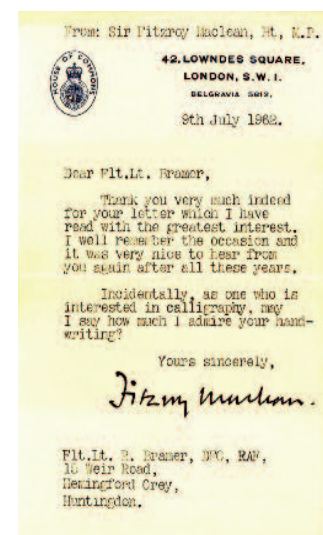 From: Sir Fitzroy Maclean, Bt, M.P.
HOUSE OF COMMONS
42, LOWNDES SQUARE,
LONDON, S.W. I.
BELGRAVIA 5812.
9th July 1962.
Dear Flt.Lt. Bramer,
Thank you very much indeed
for your letter which I have
read with the greatest interest.
I well remember the occasion and
it was very nice to hear from
you again after all these years.
Incidentally, as one who is
interested in calligraphy, may
I say how much I admire your hand-
writing?
Yours sincerely,
Fitzroy Maclean.
Flt.Lt. Bramer, DFC, RAF,
15 Weir Road,
Hemingford Grey,
Huntingdon.